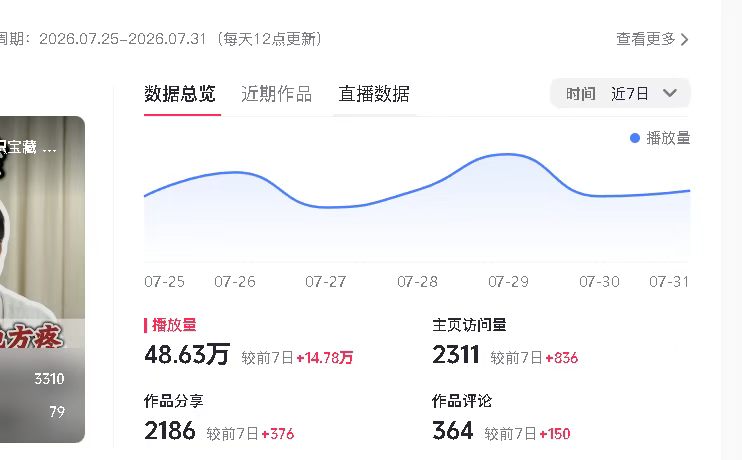 周期：2026.07.25-2026.07.31（每天12点更新）
查看更多
数据总览 近期作品 直播数据
时间 近7日
宝藏 ...
播放量
07-25 07-26 07-27 07-28 07-29 07-30 07-31
播放量
48.63万 较前7日+14.78万
主页访问量
2311 较前7日+836
方疼
3310
79
作品分享
2186 较前7日+376
作品评论
364 较前7日+150